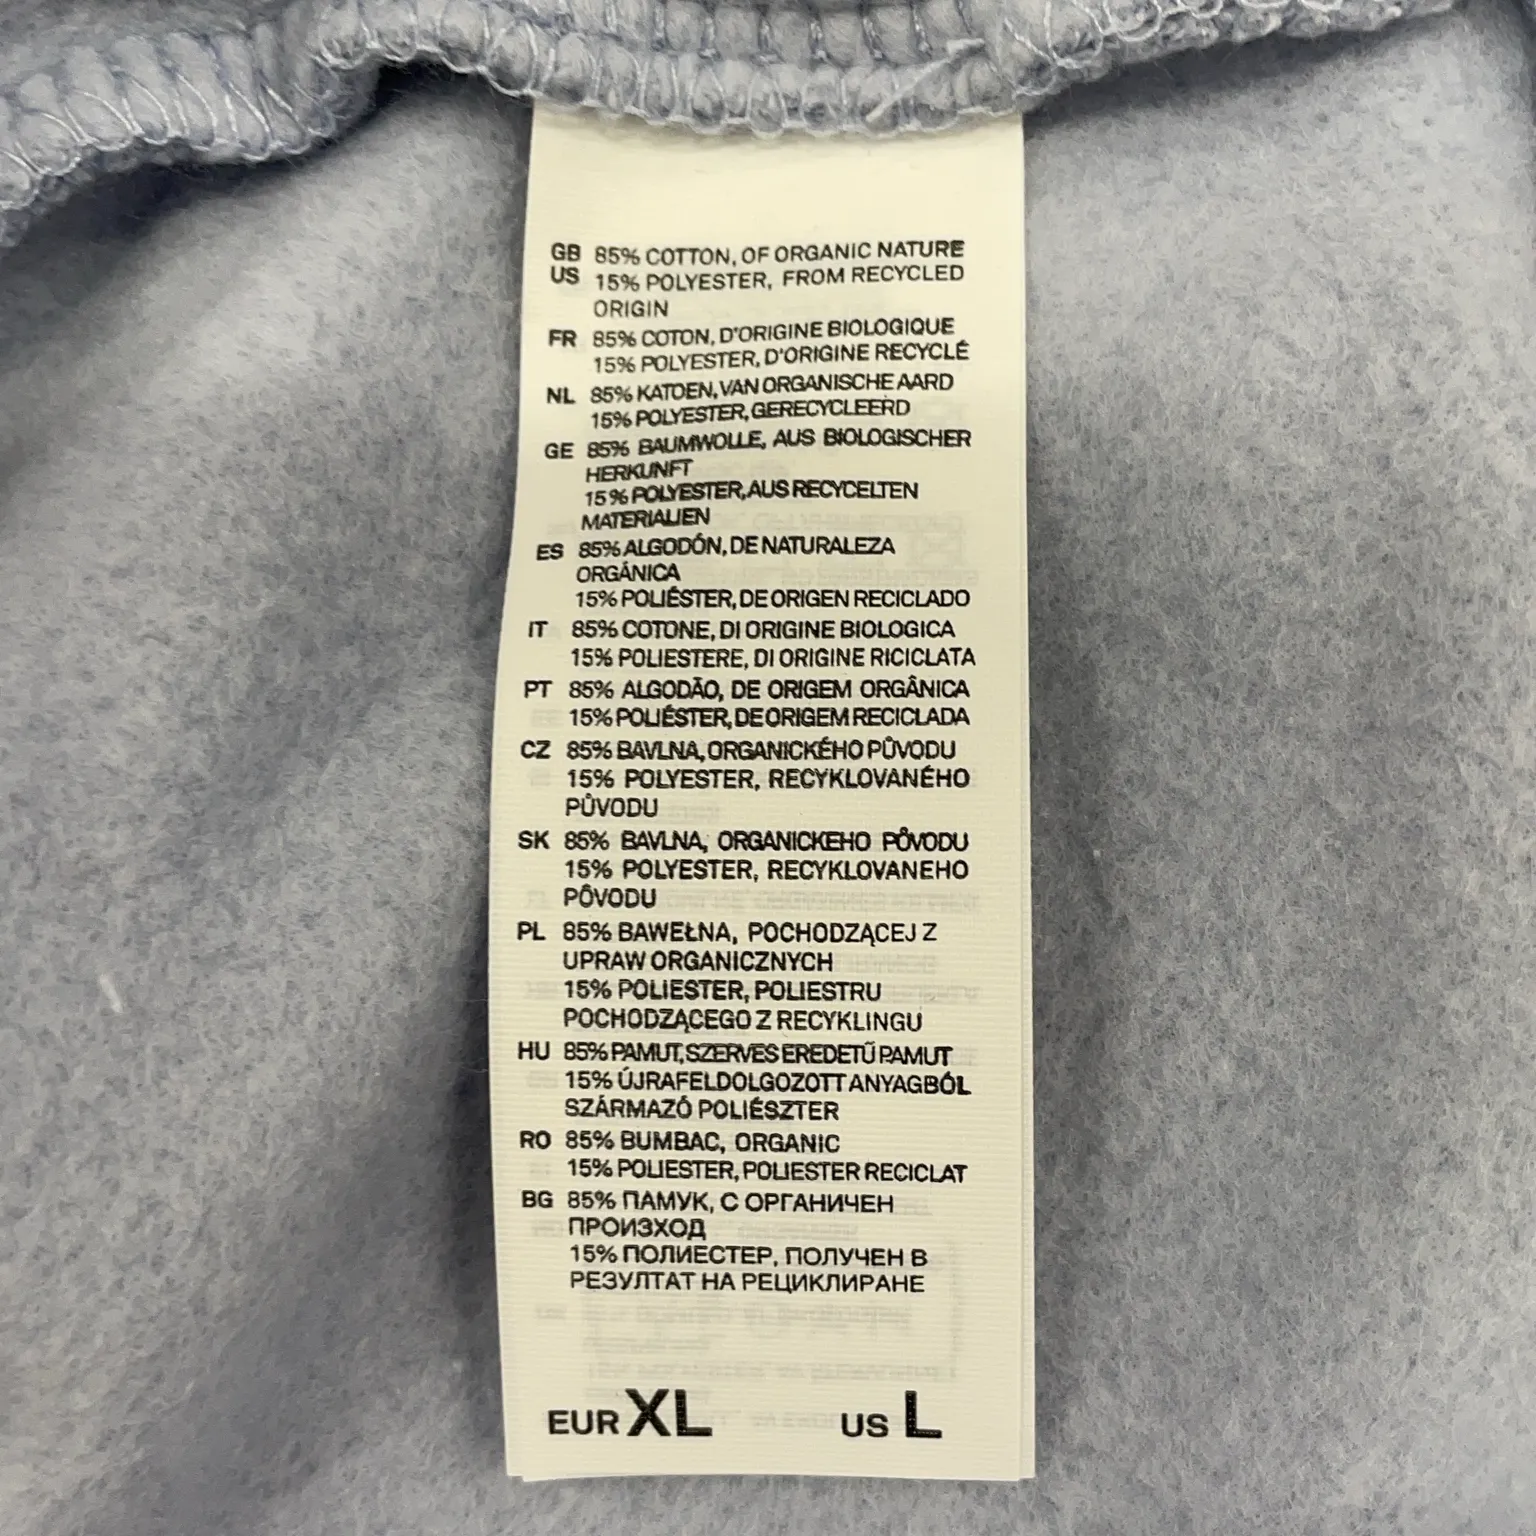 GB 85% COTTON, OF ORGANIC NATURE
US 15% POLYESTER, FROM RECYCLED
ORIGIN
FR 85% COTON, D'ORIGINE BIOLOGIQUE
15% POLYESTER, D'ORIGINE RECYCLÉ
NL 85% KATOEN, VAN ORGANISCHE AARD
15% POLYESTER, GERECYCLEERD
GE 85% BAUMWOLLE, AUS BIOLOGISCHER
HERKUNFT
15% POLYESTER, AUS RECYCELTEN
MATERIALIEN
ES 85% ALGODÓN, DE NATURALEZA
ORGÁNICA
15% POLIÉSTER, DE ORIGEN RECICLADO
IT 85% COTONE, DI ORIGINE BIOLOGICA
15% POLIESTERE, DI ORIGINE RICICLATA
PT 85% ALGODÃO, DE ORIGEM ORGÂNICA
15% POLIÉSTER, DE ORIGEM RECICLADA
CZ 85% BAVLNA, ORGANICKÉHO PŮVODU
15% POLYESTER, RECYKLOVANÉHO
PŮVODU
SK 85% BAVLNA, ORGANICKEHO PÔVODU
15% POLYESTER, RECYKLOVANEHO
PÔVODU
PL 85% BAWEŁNA, POCHODZĄCEJ Z
UPRAW ORGANICZNYCH
15% POLIESTER, POLIESTRU
POCHODZĄCEGO Z RECYKLINGU
HU 85% PAMUT, SZERVES EREDETŰ PAMUT
15% ÚJRAFELDOLGOZOTT ANYAGBÓL
SZÁRMAZÓ POLIÉSZTER
RO 85% BUMBAC, ORGANIC
15% POLIESTER, POLIESTER RECICLAT
BG 85% ПАМУК, С ОРГАНИЧЕН
ПРОИЗХОД
15% ПОЛИЕСТЕР, ПОЛУЧЕН В
РЕЗУЛТАТ НА РЕЦИКЛИРАНЕ
EUR XL US L